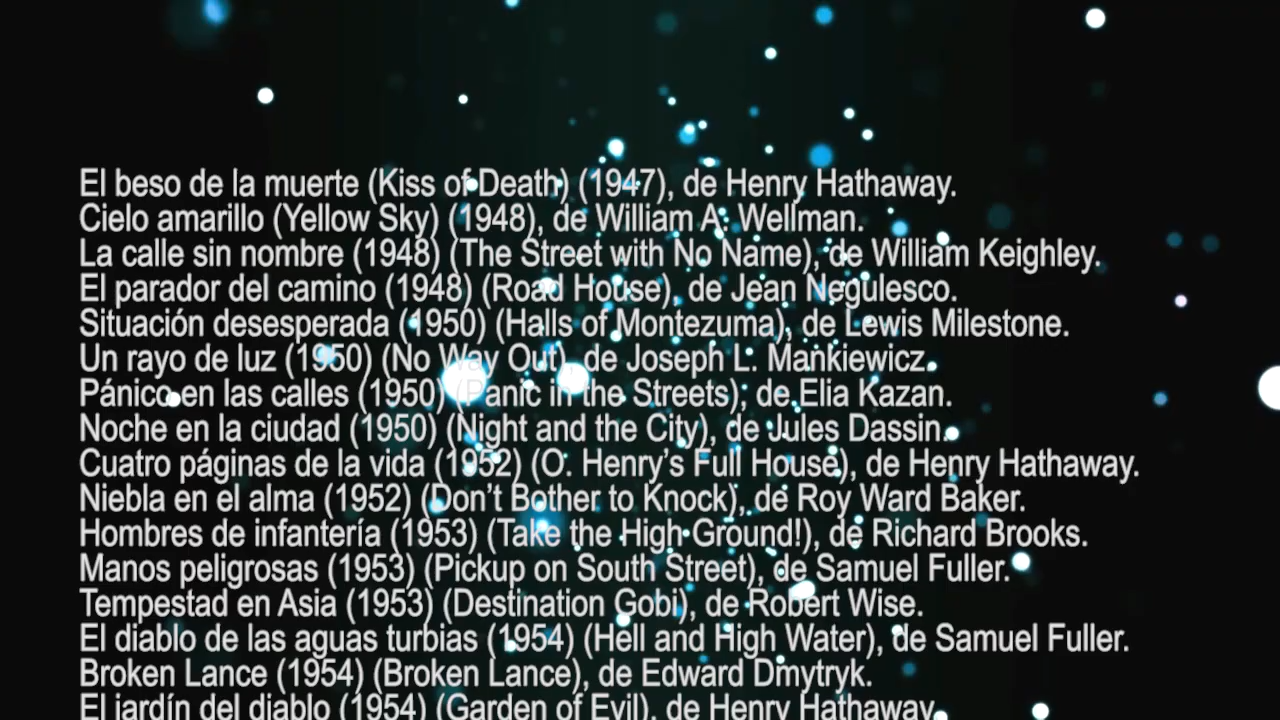 El beso de la muerte (Kiss of Death) (1947), de Henry Hathaway.
Cielo amarillo (Yellow Sky) (1948), de William A. Wellman.
La calle sin nombre (1948) (The Street with No Name), de William Keighley.
El parador del camino (1948) (Road House), de Jean Negulesco.
Situación desesperada (1950) (Halls of Montezuma), de Lewis Milestone.
Un rayo de luz (1950) (No Way Out), de Joseph L. Mankiewicz.
Pánico en las calles (1950) (Panic in the Streets), de Elia Kazan.
Noche en la ciudad (1950) (Night and the City), de Jules Dassin.
Cuatro páginas de la vida (1952) (O. Henry’s Full House), de Henry Hathaway.
Niebla en el alma (1952) (Don’t Bother to Knock), de Roy Ward Baker.
Hombres de infantería (1953) (Take the High Ground!), de Richard Brooks.
Manos peligrosas (1953) (Pickup on South Street), de Samuel Fuller.
Tempestad en Asia (1953) (Destination Gobi), de Robert Wise.
El diablo de las aguas turbias (1954) (Hell and High Water), de Samuel Fuller.
Broken Lance (1954) (Broken Lance), de Edward Dmytryk.
El jardín del diablo (1954) (Garden of Evil), de Henry Hathaway.